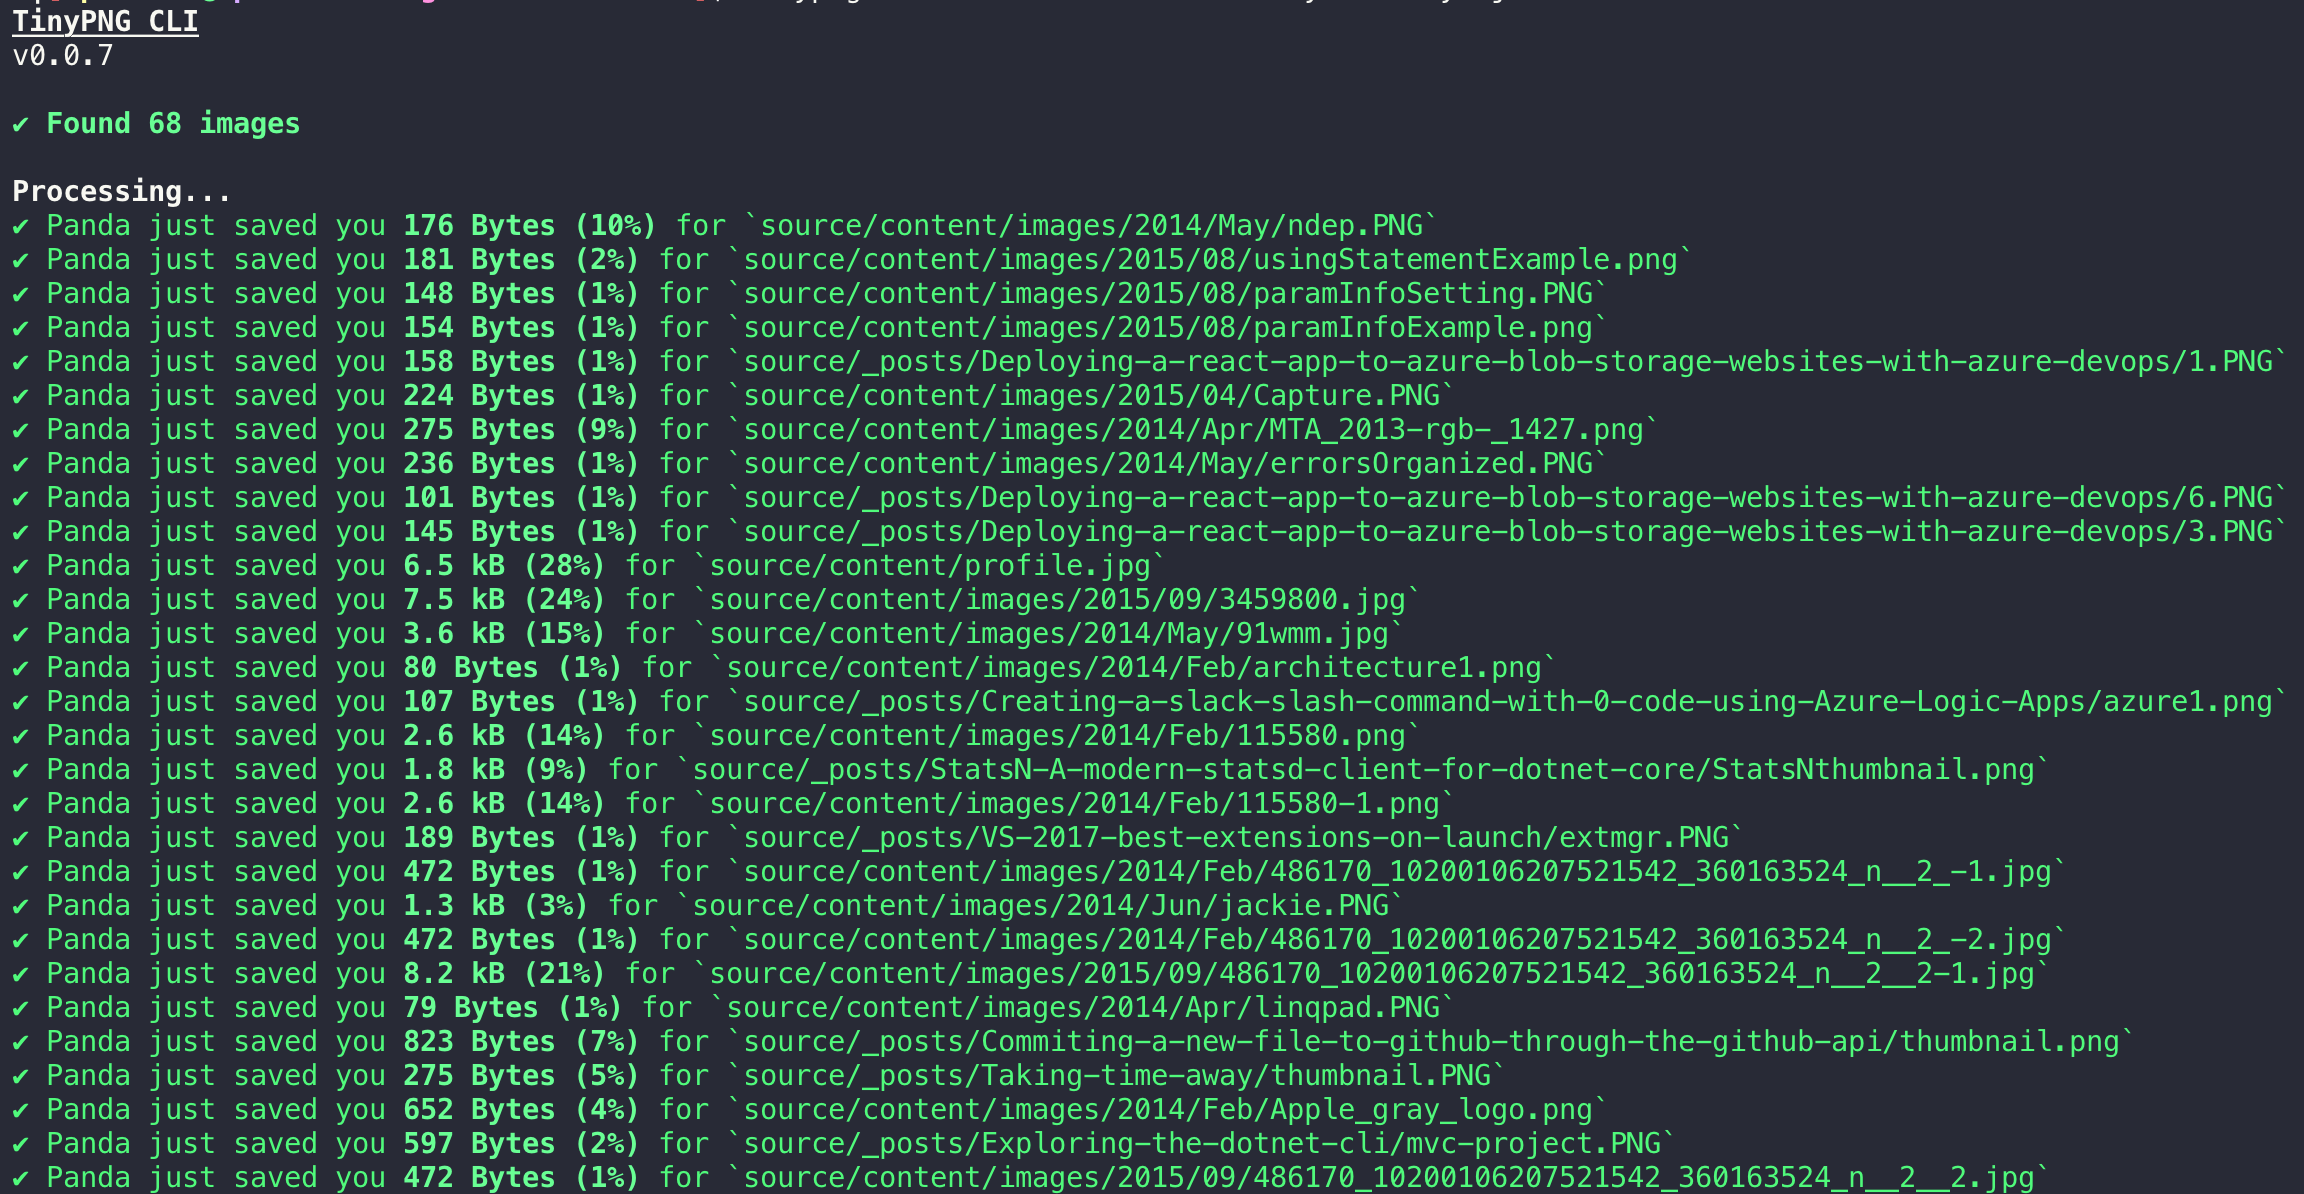 TinyPNG CLI
v0.0.7
✔ Found 68 images
Processing...
✔ Panda just saved you 176 Bytes (10%) for `source/content/images/2014/May/ndep.PNG`
✔ Panda just saved you 181 Bytes (2%) for `source/content/images/2015/08/usingStatementExample.png`
✔ Panda just saved you 148 Bytes (1%) for `source/content/images/2015/08/paramInfoSetting.PNG`
✔ Panda just saved you 154 Bytes (1%) for `source/content/images/2015/08/paramInfoExample.png`
✔ Panda just saved you 158 Bytes (1%) for `source/_posts/Deploying-a-react-app-to-azure-blob-storage-websites-with-azure-devops/1.PNG`
✔ Panda just saved you 224 Bytes (1%) for `source/content/images/2015/04/Capture.PNG`
✔ Panda just saved you 275 Bytes (9%) for `source/content/images/2014/Apr/MTA_2013-rgb-_1427.png`
✔ Panda just saved you 236 Bytes (1%) for `source/content/images/2014/May/errorsOrganized.PNG`
✔ Panda just saved you 101 Bytes (1%) for `source/_posts/Deploying-a-react-app-to-azure-blob-storage-websites-with-azure-devops/6.PNG`
✔ Panda just saved you 145 Bytes (1%) for `source/_posts/Deploying-a-react-app-to-azure-blob-storage-websites-with-azure-devops/3.PNG`
✔ Panda just saved you 6.5 kB (28%) for `source/content/profile.jpg`
✔ Panda just saved you 7.5 kB (24%) for `source/content/images/2015/09/3459800.jpg`
✔ Panda just saved you 3.6 kB (15%) for `source/content/images/2014/May/91wmm.jpg`
✔ Panda just saved you 80 Bytes (1%) for `source/content/images/2014/Feb/architecture1.png`
✔ Panda just saved you 107 Bytes (1%) for `source/_posts/Creating-a-slack-slash-command-with-0-code-using-Azure-Logic-Apps/azure1.png`
✔ Panda just saved you 2.6 kB (14%) for `source/content/images/2014/Feb/115580.png`
✔ Panda just saved you 1.8 kB (9%) for `source/_posts/StatsN-A-modern-statsd-client-for-dotnet-core/StatsNthumbnail.png`
✔ Panda just saved you 2.6 kB (14%) for `source/content/images/2014/Feb/115580-1.png`
✔ Panda just saved you 189 Bytes (1%) for `source/_posts/VS-2017-best-extensions-on-launch/extmgr.PNG`
✔ Panda just saved you 472 Bytes (1%) for `source/content/images/2014/Feb/486170_10200106207521542_360163524_n__2_-1.jpg`
✔ Panda just saved you 1.3 kB (3%) for `source/content/images/2014/Jun/jackie.PNG`
✔ Panda just saved you 472 Bytes (1%) for `source/content/images/2014/Feb/486170_10200106207521542_360163524_n__2_-2.jpg`
✔ Panda just saved you 8.2 kB (21%) for `source/content/images/2015/09/486170_10200106207521542_360163524_n__2__2-1.jpg`
✔ Panda just saved you 79 Bytes (1%) for `source/content/images/2014/Apr/linqpad.PNG`
✔ Panda just saved you 823 Bytes (7%) for `source/_posts/Commiting-a-new-file-to-github-through-the-github-api/thumbnail.png`
✔ Panda just saved you 275 Bytes (5%) for `source/_posts/Taking-time-away/thumbnail.PNG`
✔ Panda just saved you 652 Bytes (4%) for `source/content/images/2014/Feb/Apple_gray_logo.png`
✔ Panda just saved you 597 Bytes (2%) for `source/_posts/Exploring-the-dotnet-cli/mvc-project.PNG`
✔ Panda just saved you 472 Bytes (1%) for `source/content/images/2015/09/486170_10200106207521542_360163524_n__2__2.jpg`